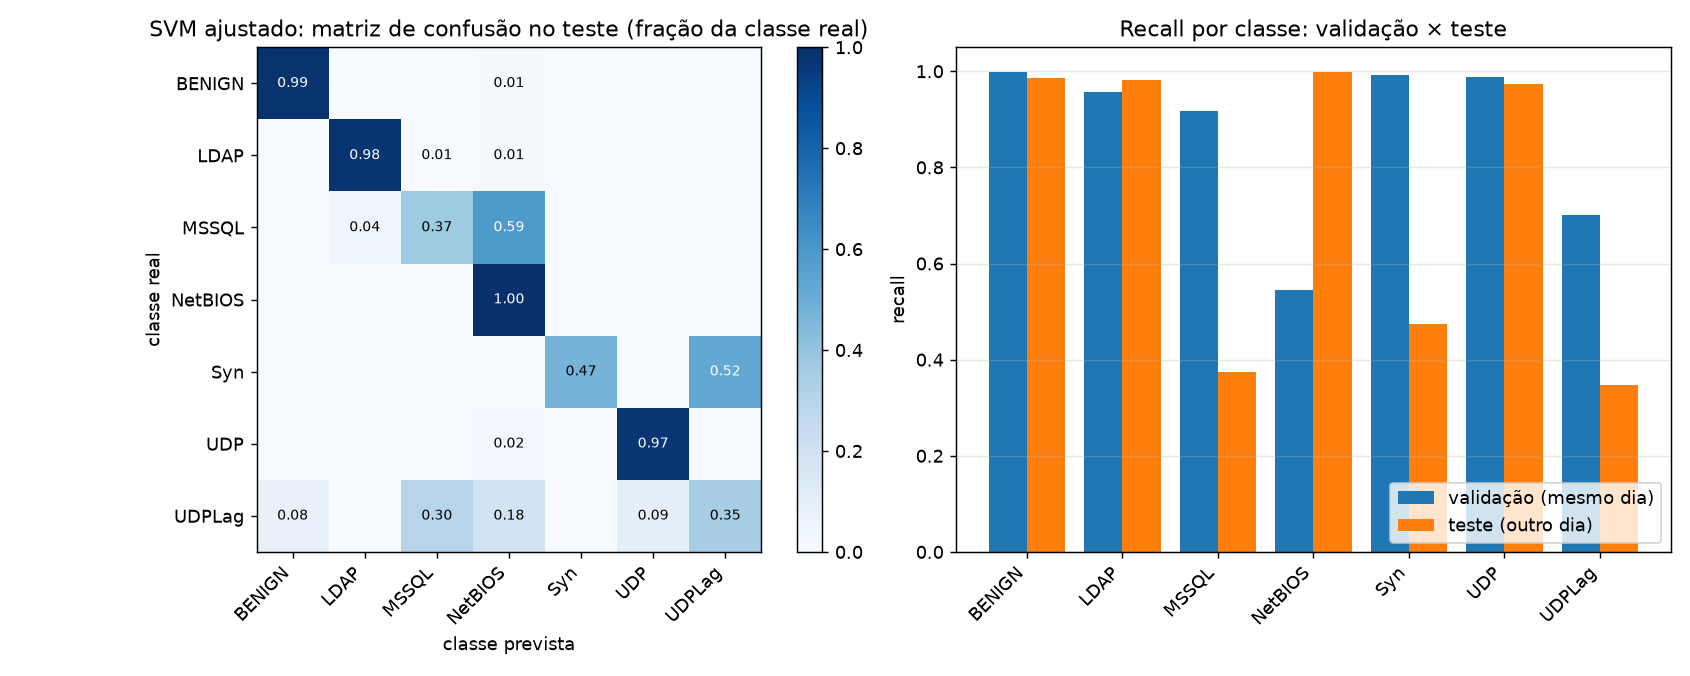 SVM ajustado: matriz de confusão no teste (fração da classe real)
classe real
BENIGN
LDAP
MSSQL
NetBIOS
Syn
UDP
UDPLag
0.99 0.01
0.98 0.01 0.01
0.04 0.37 0.59
1.00
0.47 0.52
0.02 0.97
0.08 0.30 0.18 0.09 0.35
BENIGN
LDAP
MSSQL
NetBIOS
Syn
UDP
UDPLag
classe prevista
1.0
0.8
0.6
0.4
0.2
0.0
Recall por classe: validação × teste
recall
1.0
0.8
0.6
0.4
0.2
0.0
validação (mesmo dia)
teste (outro dia)
BENIGN
LDAP
MSSQL
NetBIOS
Syn
UDP
UDPLag